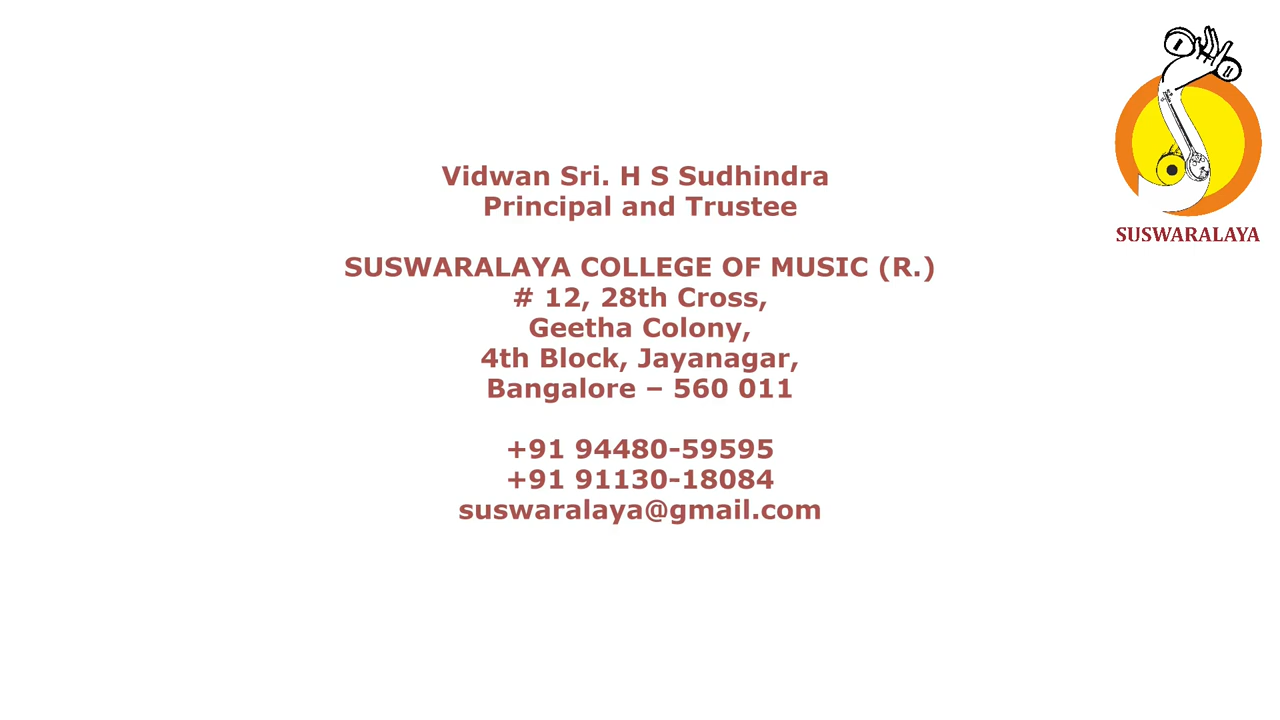 Vidwan Sri. H S Sudhindra
Principal and Trustee
SUSWARALAYA COLLEGE OF MUSIC (R.)
# 12, 28th Cross,
Geetha Colony,
4th Block, Jayanagar,
Bangalore – 560 011
+91 94480-59595
+91 91130-18084
suswaralaya@gmail.com
SUSWARALAYA